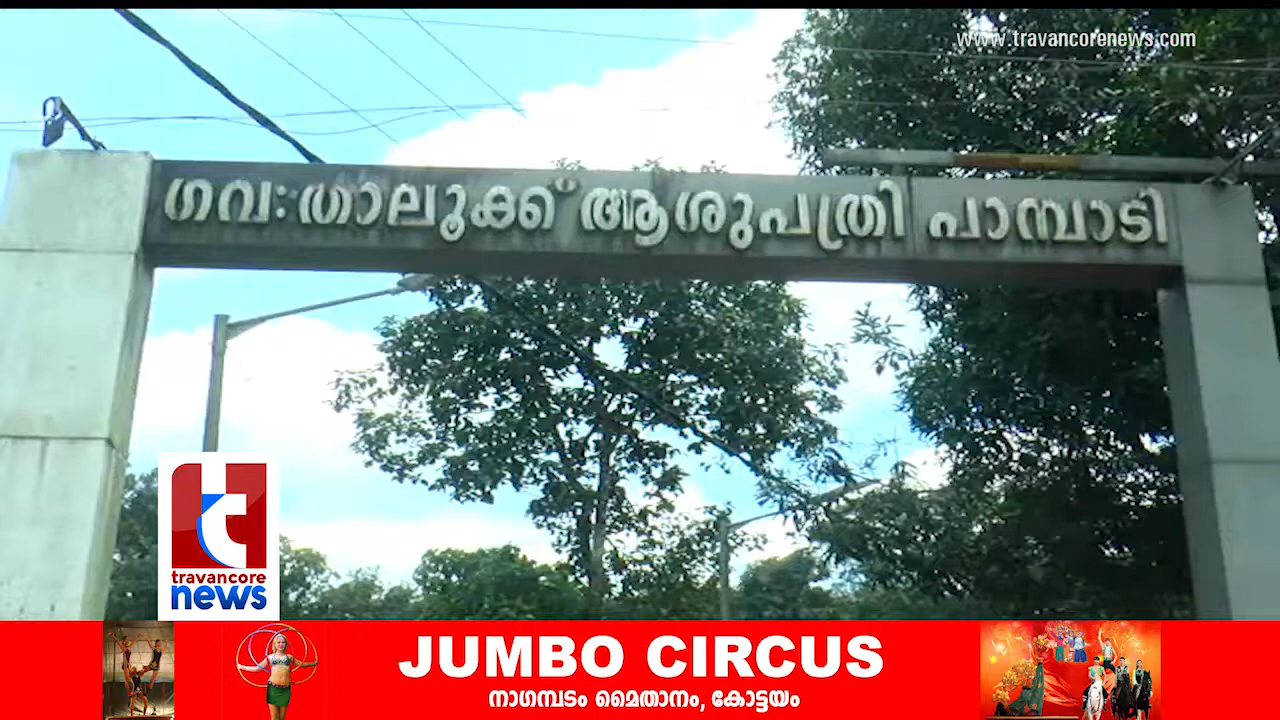 www.travancorenews.com
ഗവ:താലൂക്ക് ആശുപത്രി പാമ്പാടി
t
travancore
news
JUMBO CIRCUS
നാഗമ്പടം മൈതാനം, കോട്ടയം